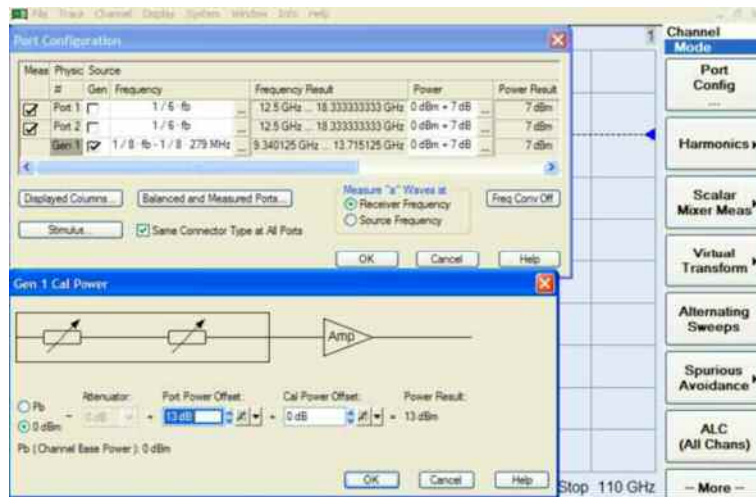 File Trace Channel Display System Window Info Help
Port Configuration
Meas Physic Source
# Gen Frequency Frequency Result Power Power Result
Port 1 1 / 6 · fb ... 12.5 GHz ... 18.333333333 GHz 0 dBm + 7 dB ... 7 dBm
Port 2 1 / 6 · fb ... 12.5 GHz ... 18.333333333 GHz 0 dBm + 7 dB ... 7 dBm
Gen 1 1 / 8 · fb - 1 / 8 · 279 MHz ... 9.340125 GHz ... 13.715125 GHz 0 dBm + 7 dB ... 7 dBm
Displayed Columns... Balanced and Measured Ports...
Measure "a" Waves at
Receiver Frequency
Source Frequency
Freq Conv Off
Stimulus... Same Connector Type at All Ports
OK Cancel Help
Gen 1 Cal Power
Amp
Attenuator: Port Power Offset: Cal Power Offset: Power Result:
Pb
0 dBm - 0 dB + 13 dB + 0 dB = 13 dBm
Pb ( Channel Base Power ): 0 dBm
OK Cancel Help
1
Stop 110 GHz
Channel
Mode
Port
Config
...
Harmonics
Scalar
Mixer Meas
Virtual
Transform
Alternating
Sweeps
Spurious
Avoidance
ALC
(All Chans)
-- More --